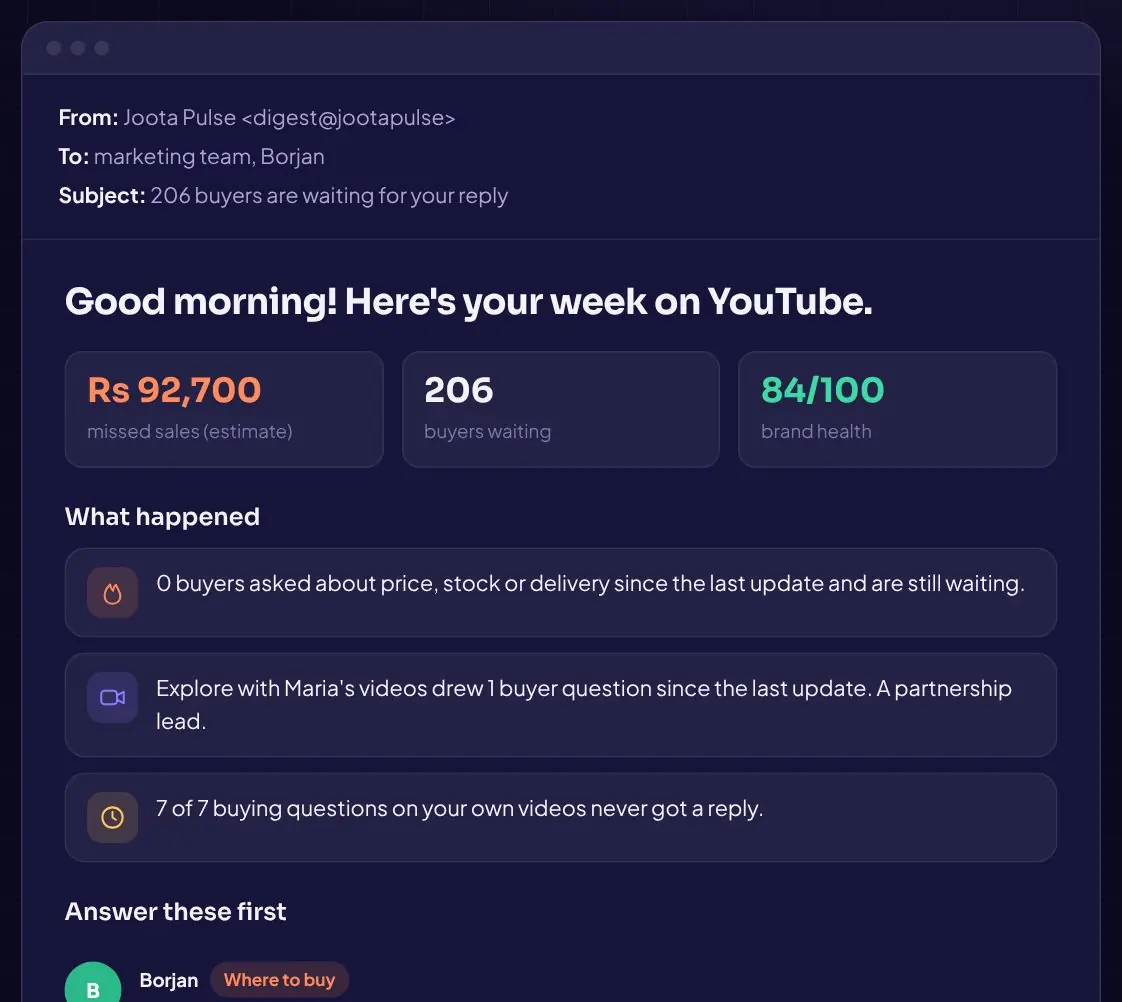 From: Joota Pulse <digest@jootapulse>
To: marketing team, Borjan
Subject: 206 buyers are waiting for your reply
Good morning! Here's your week on YouTube.
Rs 92,700
missed sales (estimate)
206
buyers waiting
84/100
brand health
What happened
0 buyers asked about price, stock or delivery since the last update and are still waiting.
Explore with Maria's videos drew 1 buyer question since the last update. A partnership
lead.
7 of 7 buying questions on your own videos never got a reply.
Answer these first
B
Borjan
Where to buy